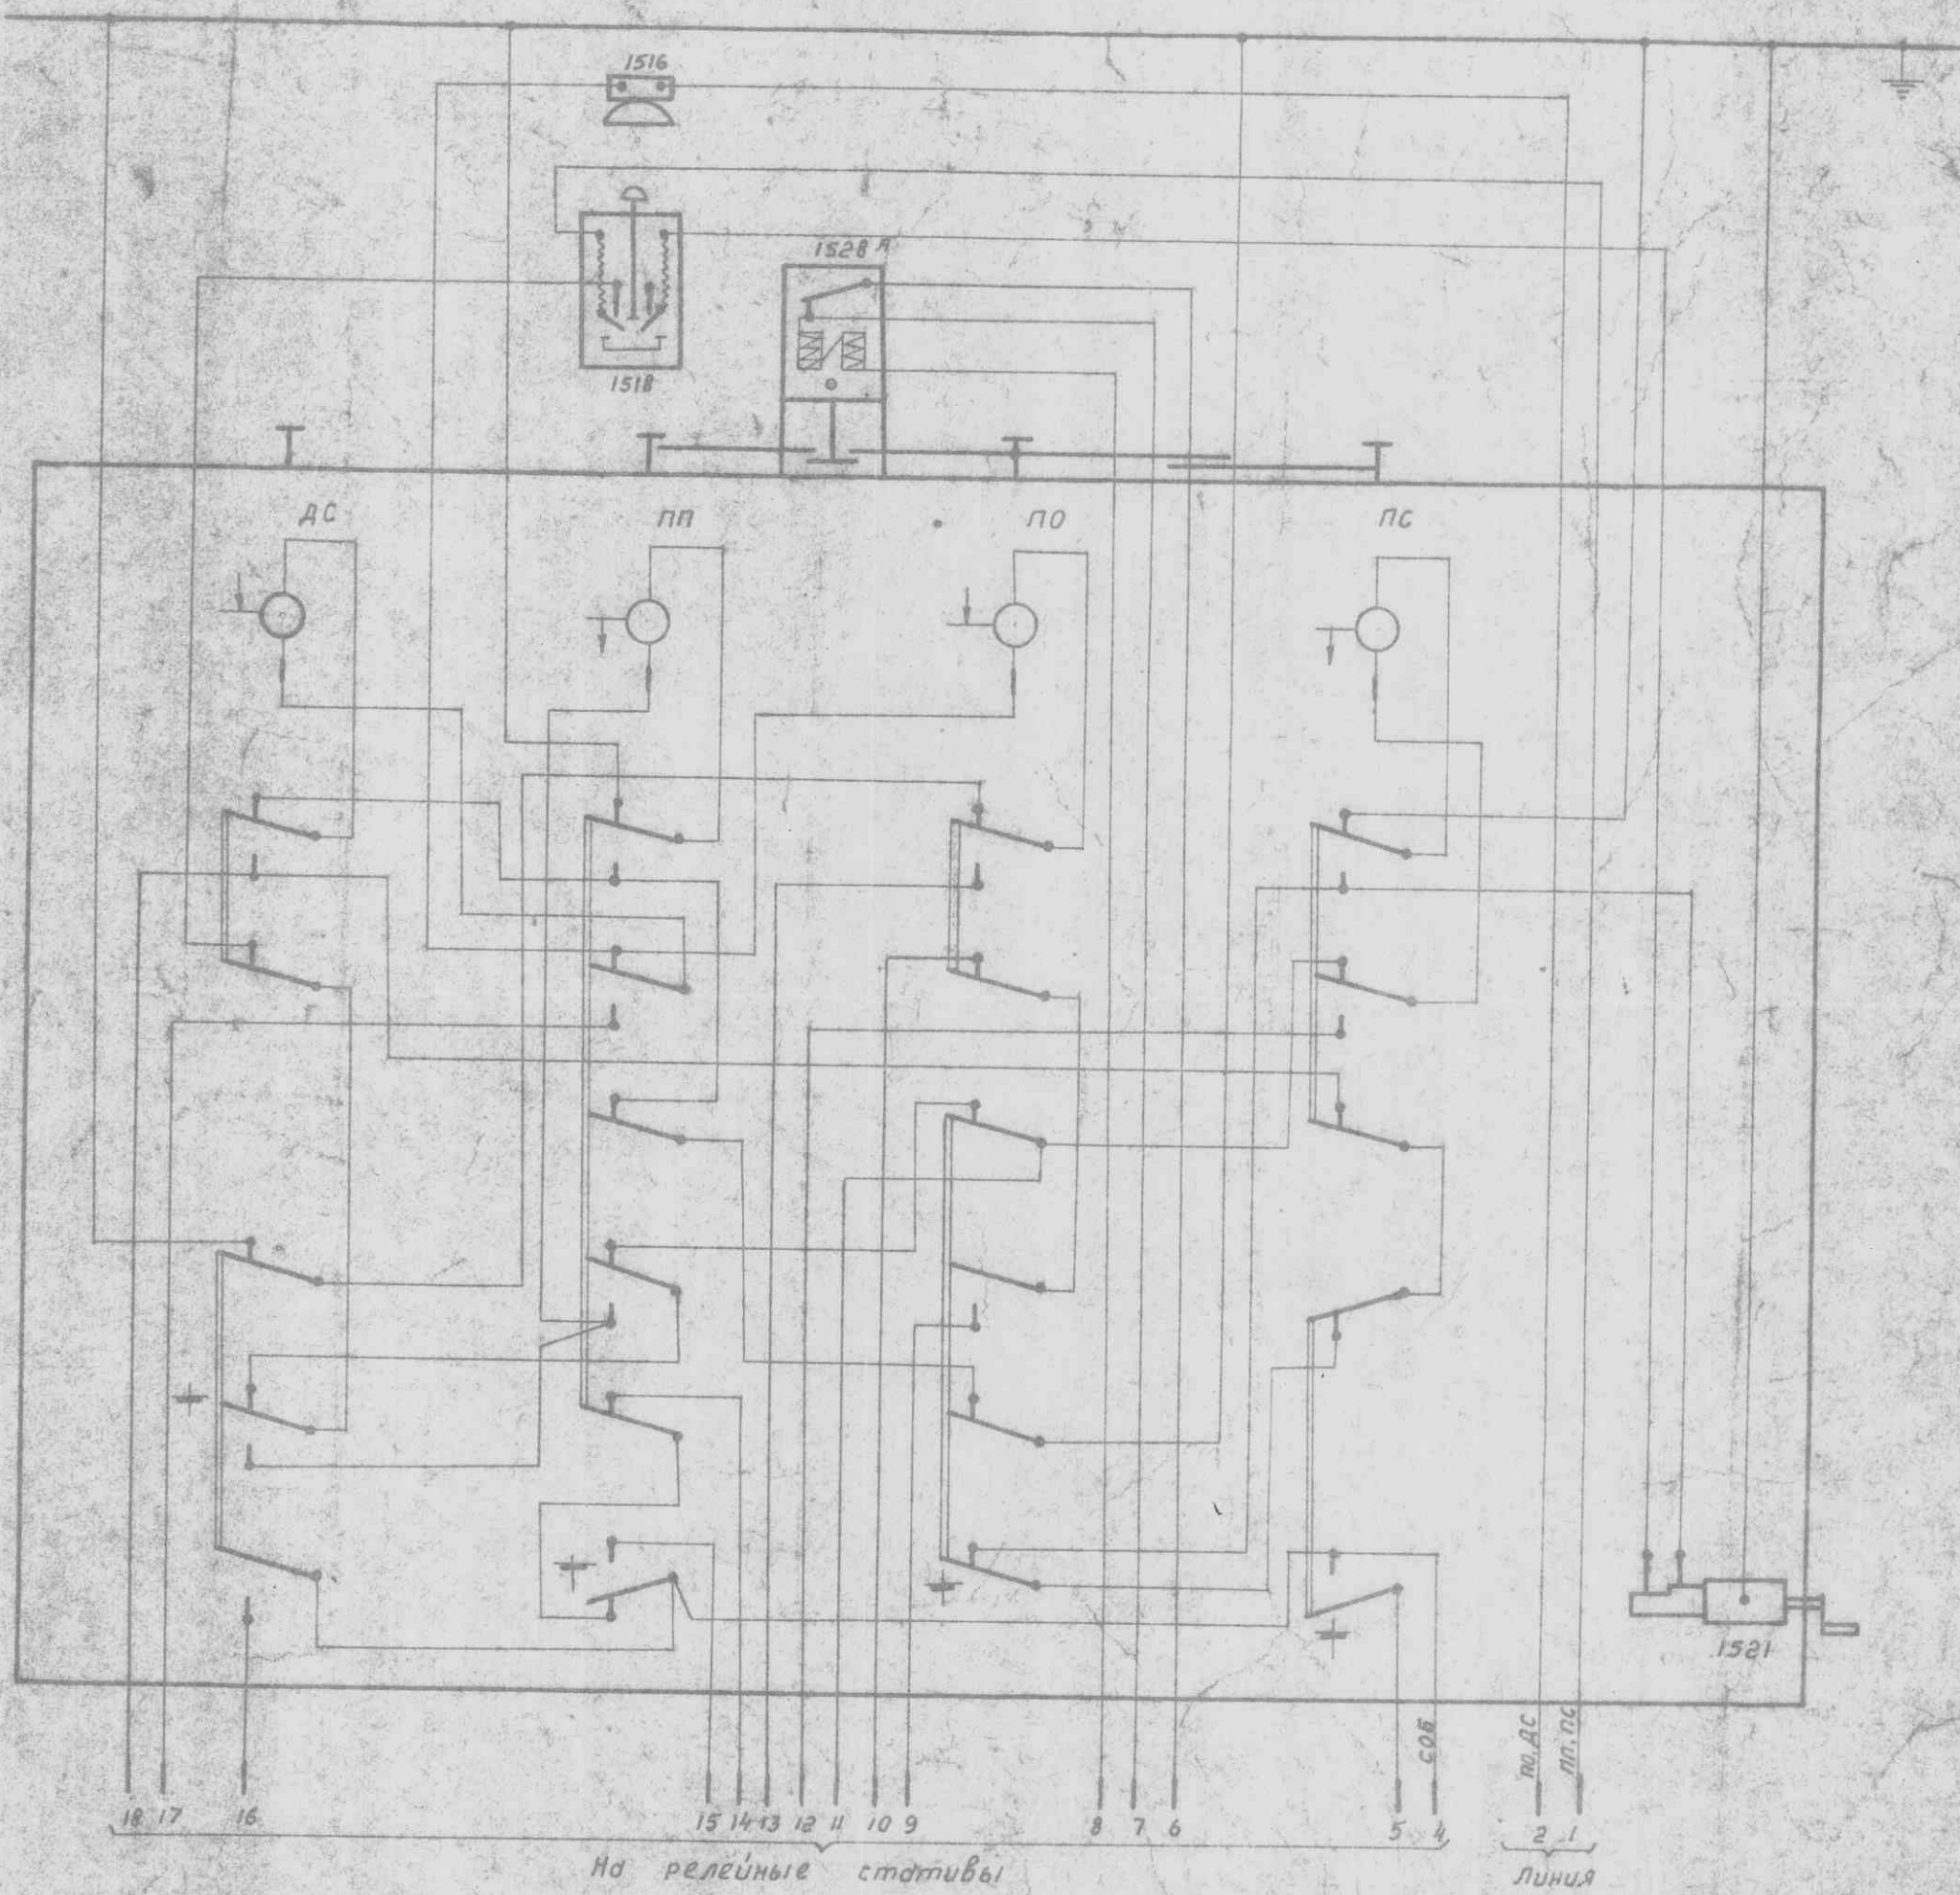 1516
1528 А
1518
ДС
ПП
ПО
ПС
1521
СОБ
ПО.ДС
ПП.ПС
18 17 16 15 14 13 12 11 10 9 8 7 6 5 4 2 1
На релейные стативы
Линия